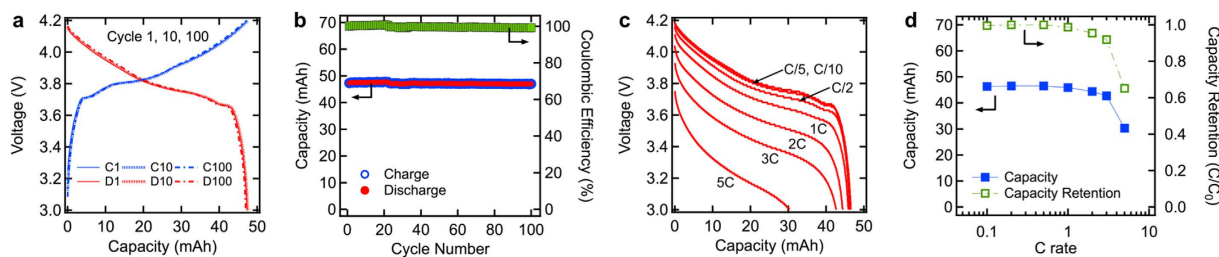 a
4.2
4.0
3.8
3.6
3.4
3.2
3.0
Voltage (V)
Cycle 1, 10, 100
C1 C10 C100
D1 D10 D100
0 10 20 30 40 50
Capacity (mAh)
b
70
60
50
40
30
20
10
0
Capacity (mAh)
Charge
Discharge
100
80
60
40
20
0
Coulombic Efficiency (%)
0 20 40 60 80 100
Cycle Number
c
4.2
4.0
3.8
3.6
3.4
3.2
3.0
Voltage (V)
C/5, C/10
C/2
1C
2C
3C
5C
0 10 20 30 40 50
Capacity (mAh)
d
70
60
50
40
30
20
10
0
Capacity (mAh)
Capacity
Capacity Retention
1.0
0.8
0.6
0.4
0.2
0.0
Capacity Retention (C/C₀)
0.1 1 10
C rate